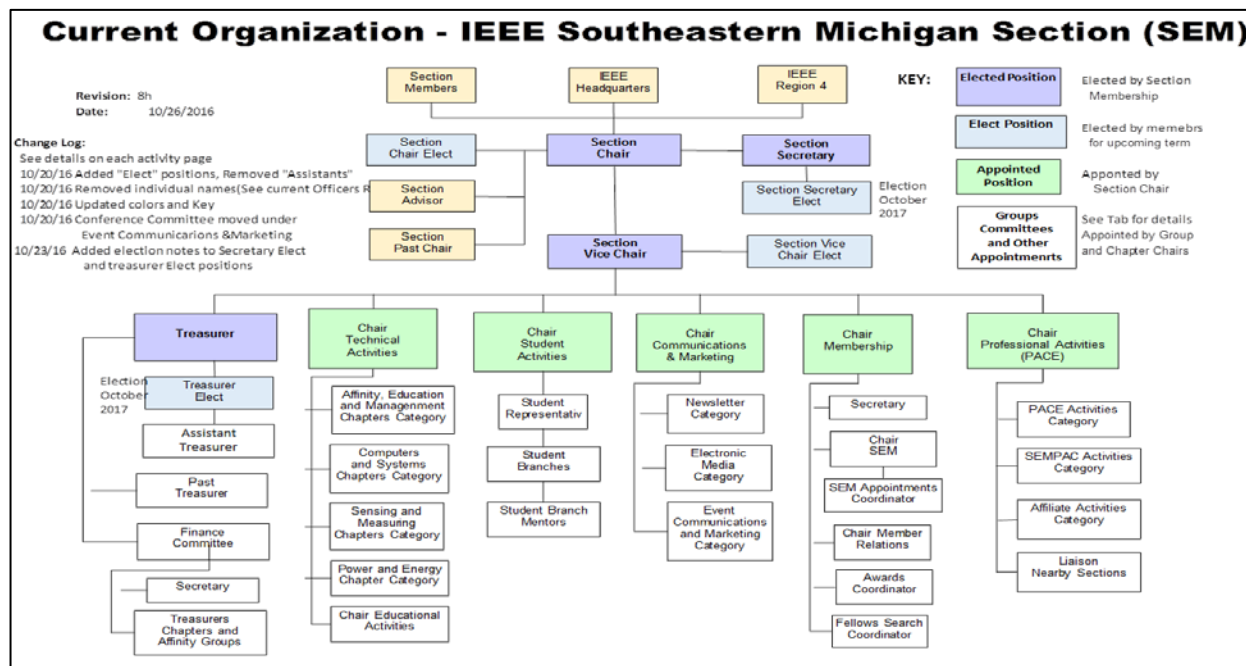 Current Organization - IEEE Southeastern Michigan Section (SEM)
Revision: 8h
Date: 10/26/2016
Change Log:
See details on each activity page
10/20/16 Added "Elect" positions, Removed "Assistants"
10/20/16 Removed individual names(See current Officers R
10/20/16 Updated colors and Key
10/20/16 Conference Committee moved under
Event Communicarions &Marketing
10/23/16 Added election notes to Secretary Elect
and treasurer Elect positions
Section
Members
IEEE
Headquarters
IEEE
Region 4
KEY:
Elected Position
Elected by Section
Membership
Elect Position
Elected by memebrs
for upcoming term
Appointed
Position
Apponted by
Section Chair
Groups
Committees
and Other
Appointmenrts
See Tab for details
Appointed by Group
and Chapter Chairs
Section
Chair Elect
Section
Chair
Section
Secretary
Section
Advisor
Section Secretary
Elect
Election
October
2017
Section
Past Chair
Section
Vice Chair
Section Vice
Chair Elect
Treasurer
Election
October
2017
Treasurer
Elect
Assistant
Treasurer
Past
Treasurer
Finance
Committee
Secretary
Treasurers
Chapters and
Affinity Groups
Chair
Technical
Activities
Affinity, Education
and Mangagenment
Chapters Category
Computers
and Systems
Chapters Category
Sensing and
Measuring
Chapters Category
Power and Energy
Chapter Category
Chair Educational
Activities
Chair
Student
Activities
Student
Representativ
Student
Branches
Student Branch
Mentors
Chair
Communications
& Marketing
Newsletter
Category
Electronic
Media
Category
Event
Communications
and Marketing
Category
Chair
Membership
Secretary
Chair
SEM
SEM Appointments
Coordinator
Chair Member
Relations
Awards
Coordinator
Fellows Search
Coordinator
Chair
Professional Activities
(PACE)
PACE Activities
Category
SEMPAC Activities
Category
Affiliate Activities
Category
Liaison
Nearby Sections